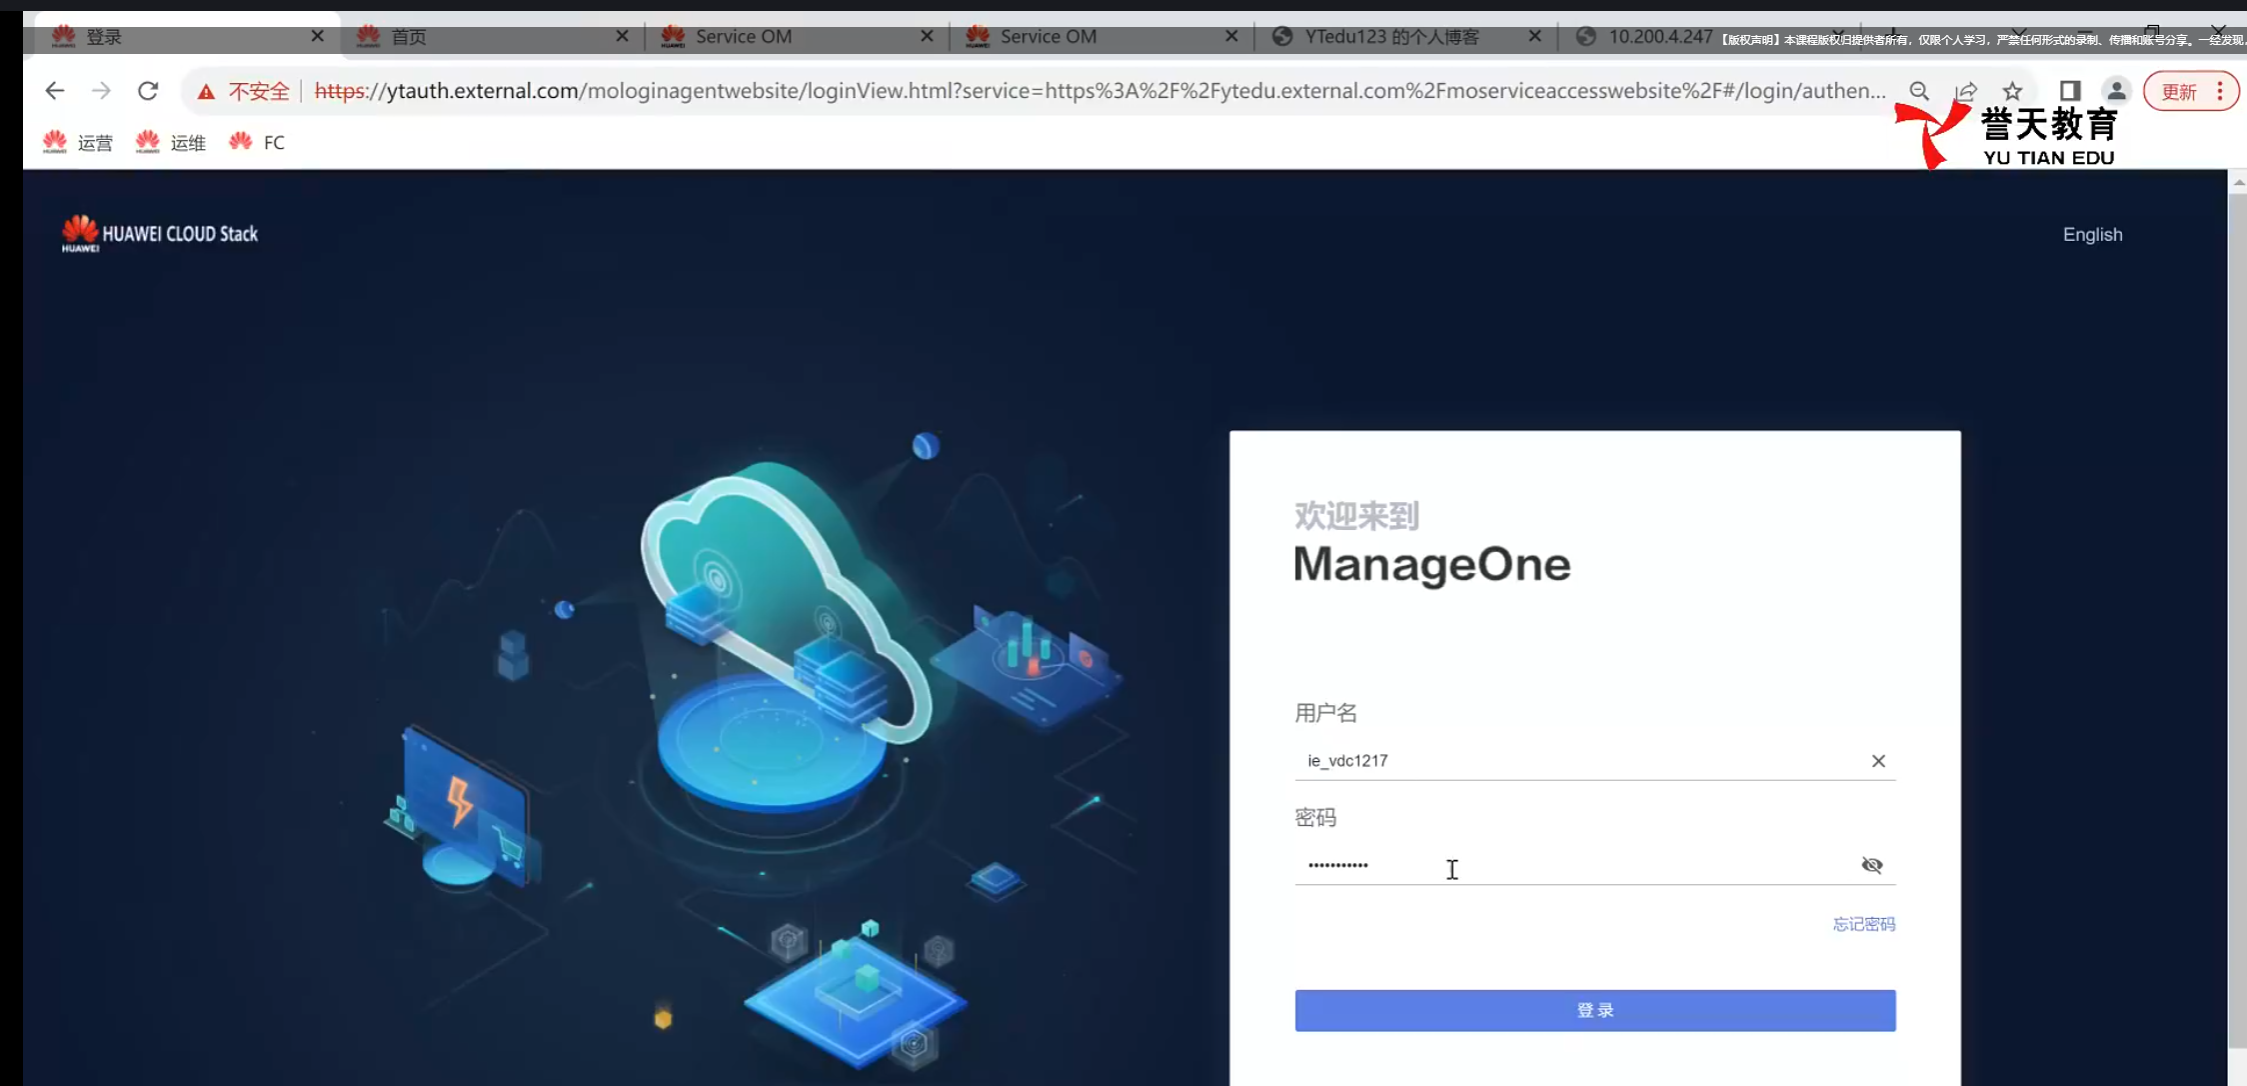 登录
首页
Service OM
Service OM
YTedu123 的个人博客
10.200.4.247
【版权声明】本课程版权归提供者所有，仅限个人学习，严禁任何形式的录制、传播和账号分享。一经发现，
不安全
https://ytauth.external.com/mologinagentwebsite/loginView.html?service=https%3A%2F%2Fytedu.external.com%2Fmoserviceaccesswebsite%2F#/login/authen...
更新
运营
运维
FC
誉天教育
YU TIAN EDU
HUAWEI
HUAWEI CLOUD Stack
English
欢迎来到
ManageOne
用户名
ie_vdc1217
密码
•••••••••••
忘记密码
登录